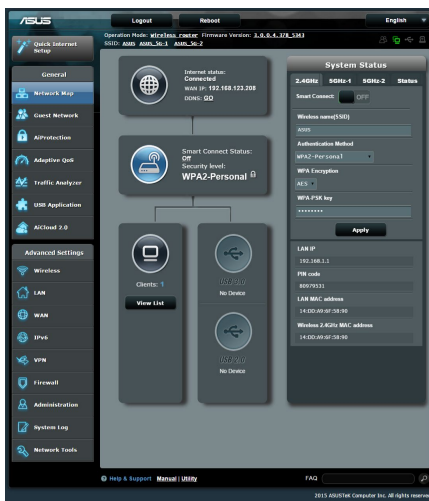 ASUS
Logout
Reboot
English
Operation Mode: wireless router Firmware Version: 3.0.0.4.378_5343
SSID: ASUS ASUS_5G-1 ASUS_5G-2
Quick Internet
Setup
General
Network Map
Guest Network
AiProtection
Adaptive QoS
Traffic Analyzer
USB Application
AiCloud 2.0
Advanced Settings
Wireless
LAN
WAN
IPv6
VPN
Firewall
Administration
System Log
Network Tools
Internet status:
Connected
WAN IP: 192.168.123.208
DDNS: GO
Smart Connect Status:
Off
Security level:
WPA2-Personal
Clients: 1
View List
USB 3.0
No Device
USB 2.0
No Device
System Status
2.4GHz 5GHz-1 5GHz-2 Status
Smart Connect: OFF
Wireless name(SSID)
ASUS
Authentication Method
WPA2-Personal
WPA Encryption
AES
WPA-PSK key
••••••••
Apply
LAN IP
192.168.1.1
PIN code
80979531
LAN MAC address
14:DD:A9:6F:58:90
Wireless 2.4GHz MAC address
14:DD:A9:6F:58:90
Help & Support Manual | Utility
FAQ
2015 ASUSTeK Computer Inc. All rights reserve